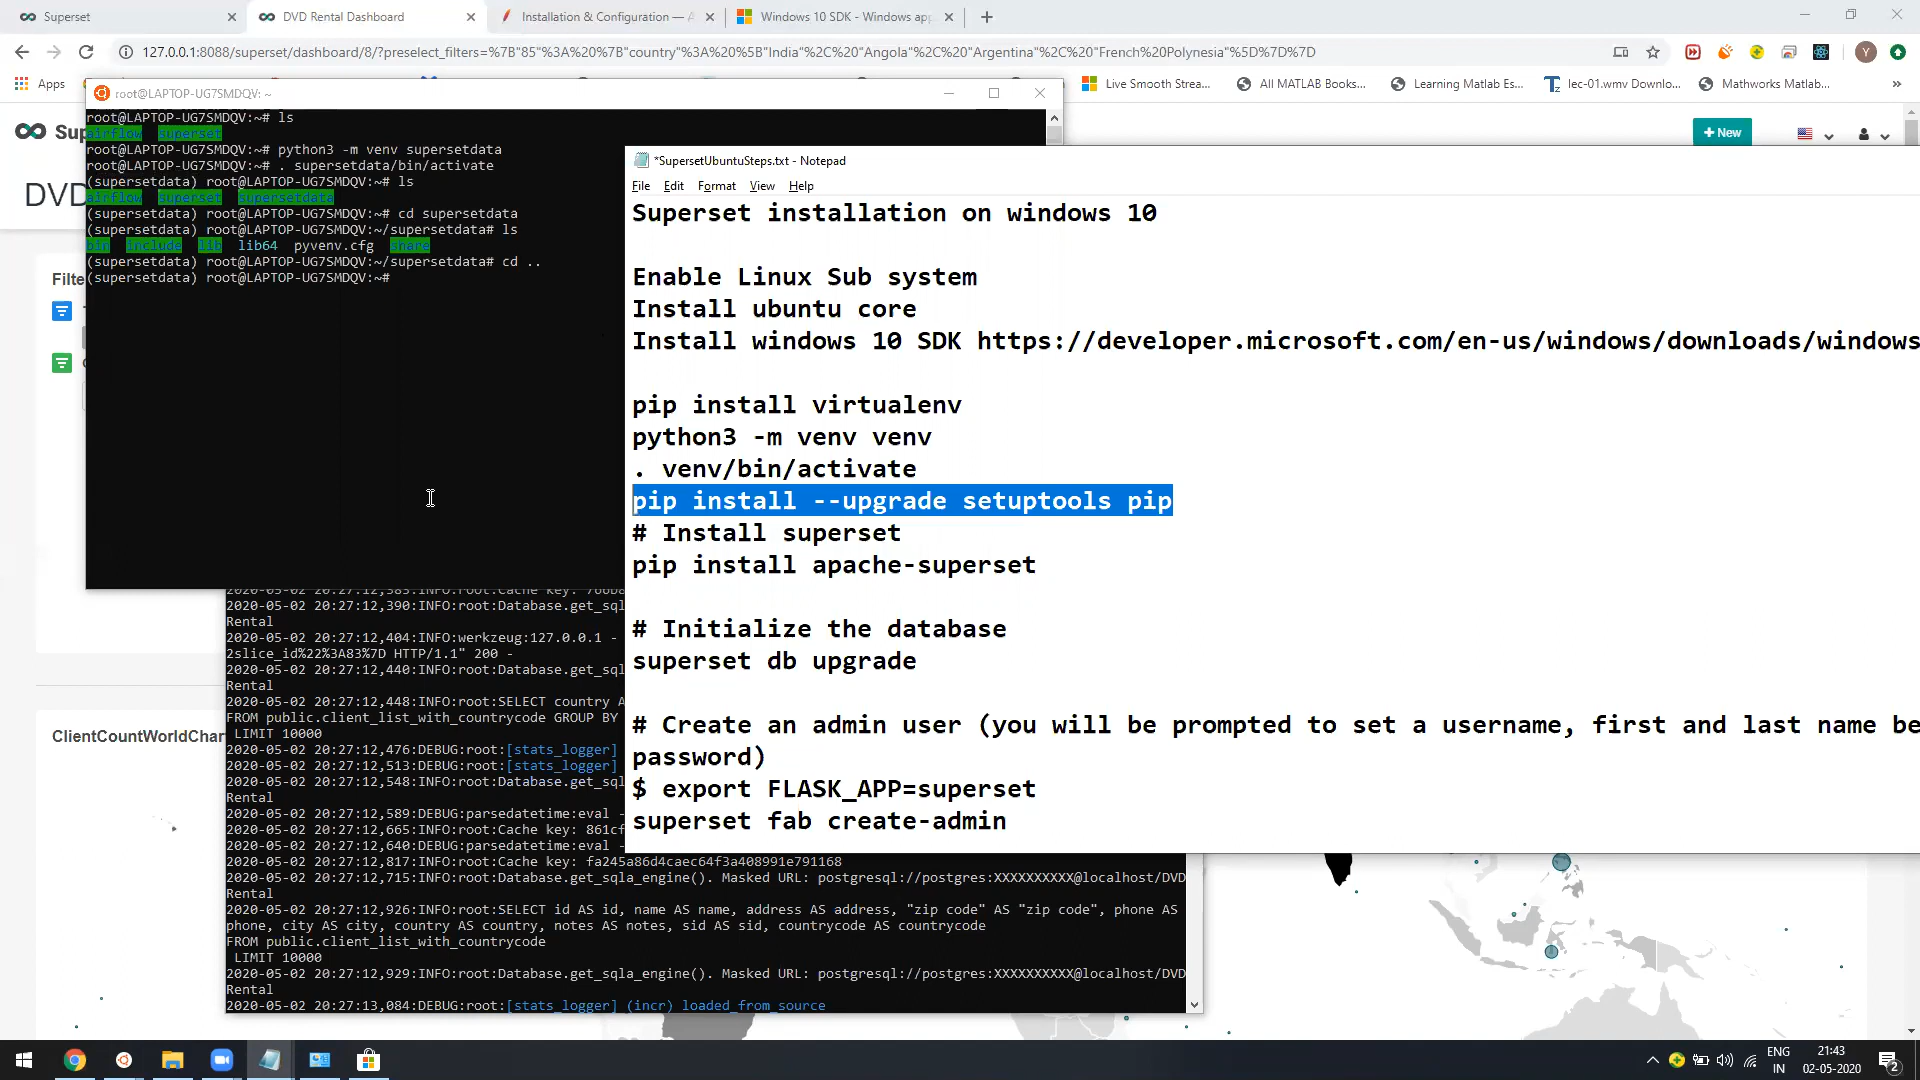 Superset
DVD Rental Dashboard
Installation & Configuration — A
Windows 10 SDK - Windows app
127.0.0.1:8088/superset/dashboard/8/?preselect_filters=%7B"85"%3A%20%7B"country"%3A%20%5B"India"%2C%20"Angola"%2C%20"Argentina"%2C%20"French%20Polynesia"%5D%7D%7D
Y
Apps
Live Smooth Strea...
All MATLAB Books...
Learning Matlab Es...
lec-01.wmv Downlo...
Mathworks Matlab...
»
Sup
+ New
DVD
Filte
ClientCountWorldChar
root@LAPTOP-UG7SMDQV: ~
root@LAPTOP-UG7SMDQV:~# ls
airflow superset
root@LAPTOP-UG7SMDQV:~# python3 -m venv supersetdata
root@LAPTOP-UG7SMDQV:~# . supersetdata/bin/activate
(supersetdata) root@LAPTOP-UG7SMDQV:~# ls
airflow superset supersetdata
(supersetdata) root@LAPTOP-UG7SMDQV:~# cd supersetdata
(supersetdata) root@LAPTOP-UG7SMDQV:~/supersetdata# ls
bin include lib lib64 pyvenv.cfg share
(supersetdata) root@LAPTOP-UG7SMDQV:~/supersetdata# cd ..
(supersetdata) root@LAPTOP-UG7SMDQV:~#
*SupersetUbuntuSteps.txt - Notepad
File Edit Format View Help
Superset installation on windows 10
Enable Linux Sub system
Install ubuntu core
Install windows 10 SDK https://developer.microsoft.com/en-us/windows/downloads/windows
pip install virtualenv
python3 -m venv venv
. venv/bin/activate
pip install --upgrade setuptools pip
# Install superset
pip install apache-superset
# Initialize the database
superset db upgrade
# Create an admin user (you will be prompted to set a username, first and last name be
password)
$ export FLASK_APP=superset
superset fab create-admin
2020-05-02 20:27:12,390:INFO:root:Database.get_sql
Rental
2020-05-02 20:27:12,404:INFO:werkzeug:127.0.0.1 -
2slice_id%22%3A83%7D HTTP/1.1" 200 -
2020-05-02 20:27:12,440:INFO:root:Database.get_sql
Rental
2020-05-02 20:27:12,448:INFO:root:SELECT country A
FROM public.client_list_with_countrycode GROUP BY
LIMIT 10000
2020-05-02 20:27:12,476:DEBUG:root:[stats_logger]
2020-05-02 20:27:12,513:DEBUG:root:[stats_logger]
2020-05-02 20:27:12,548:INFO:root:Database.get_sql
Rental
2020-05-02 20:27:12,589:DEBUG:parsedatetime:eval -
2020-05-02 20:27:12,665:INFO:root:Cache key: 861cf
2020-05-02 20:27:12,640:DEBUG:parsedatetime:eval -
2020-05-02 20:27:12,817:INFO:root:Cache key: fa245a86d4caec64f3a408991e791168
2020-05-02 20:27:12,715:INFO:root:Database.get_sqla_engine(). Masked URL: postgresql://postgres:XXXXXXXXXX@localhost/DVD
Rental
2020-05-02 20:27:12,926:INFO:root:SELECT id AS id, name AS name, address AS address, "zip code" AS "zip code", phone AS
phone, city AS city, country AS country, notes AS notes, sid AS sid, countrycode AS countrycode
FROM public.client_list_with_countrycode
LIMIT 10000
2020-05-02 20:27:12,929:INFO:root:Database.get_sqla_engine(). Masked URL: postgresql://postgres:XXXXXXXXXX@localhost/DVD
Rental
2020-05-02 20:27:13,084:DEBUG:root:[stats_logger] (incr) loaded_from_source
ENG
IN
21:43
02-05-2020
2